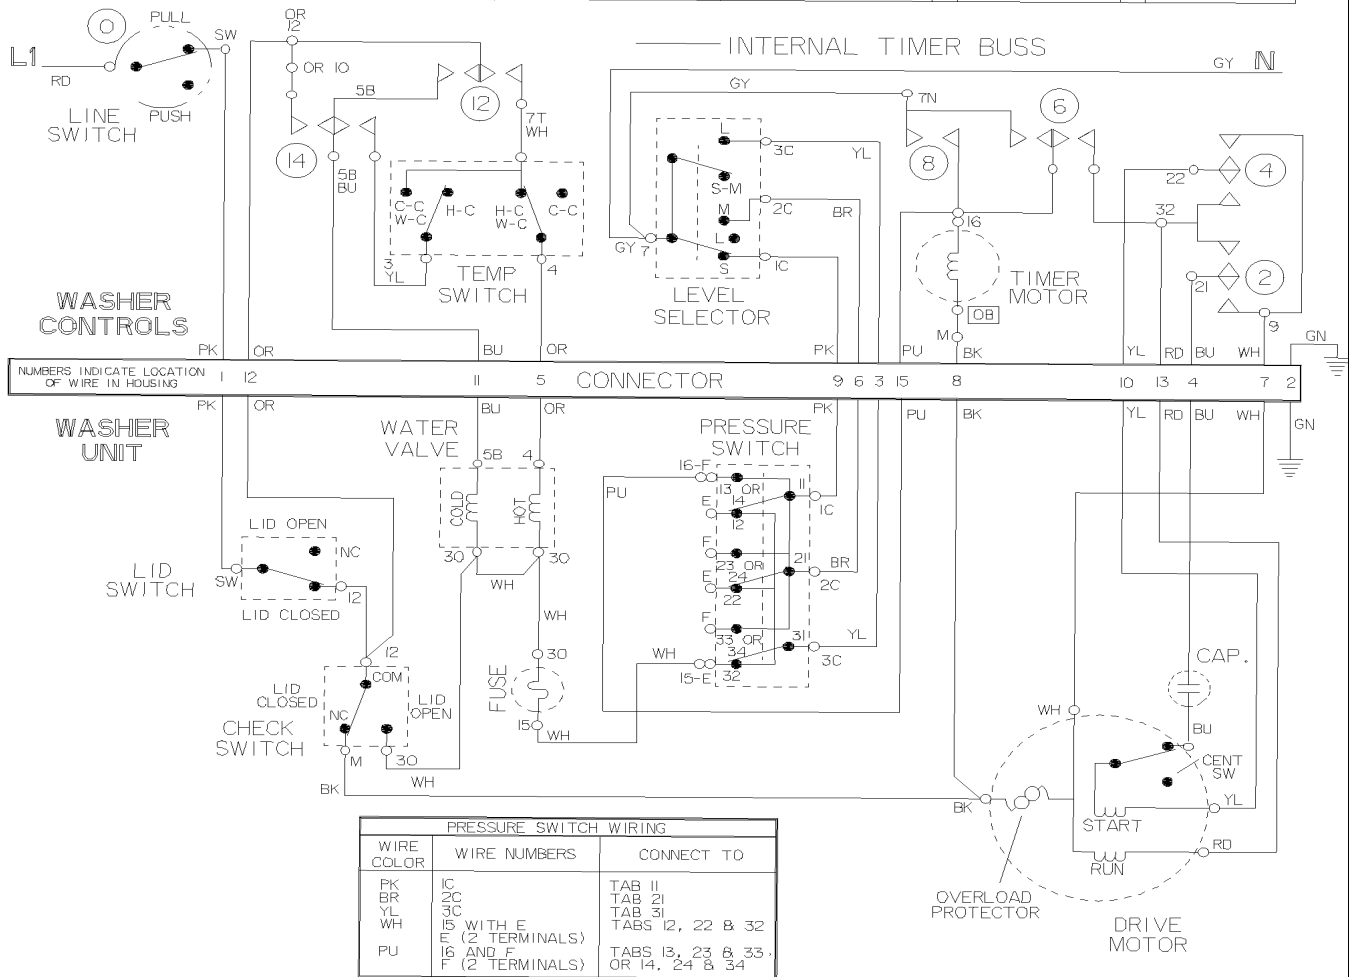 PULL
0
OR
12
SW
L1
RD
LINE
SWITCH
PUSH
OR 10
5B
12
7T
WH
14
5B
BU
INTERNAL TIMER BUSS
GY N
GY
7N
6
8
4
22
32
16
2
21
9
C-C
W-C
H-C
H-C
W-C
C-C
3
YL
4
TEMP
SWITCH
L
3C
YL
S-M
M
2C
BR
L
S
1C
GY 7
LEVEL
SELECTOR
TIMER
MOTOR
OB
M
WASHER
CONTROLS
PK OR BU OR PK PU BK YL RD BU WH GN
NUMBERS INDICATE LOCATION
OF WIRE IN HOUSING
1 12 11 5 CONNECTOR 9 6 3 15 8 10 13 4 7 2
PK OR BU OR PK PU BK YL RD BU WH GN
WASHER
UNIT
WATER
VALVE
5B 4
COLD
HOT
30 30
WH
WH
PRESSURE
SWITCH
16-F
PU
13 OR
14
11
1C
E
12
F
23 OR
24
21
BR
2C
E
22
F
33 OR
34
31
YL
3C
WH
15-E
32
LID OPEN
NC
LID
SWITCH
SW
12
LID CLOSED
12
COM
LID
CLOSED
NC
LID
OPEN
CHECK
SWITCH
M
30
WH
BK
FUSE
30
15
WH
CAP.
WH
BU
CENT
SW
BK
YL
START
RD
RUN
OVERLOAD
PROTECTOR
DRIVE
MOTOR
PRESSURE SWITCH WIRING
WIRE
COLOR
WIRE NUMBERS
CONNECT TO
PK 1C TAB 11
BR 2C TAB 21
YL 3C TAB 31
WH 15 WITH E TABS 12, 22 & 32
E (2 TERMINALS)
PU 16 AND F TABS 13, 23 & 33.
F (2 TERMINALS) OR 14, 24 & 34